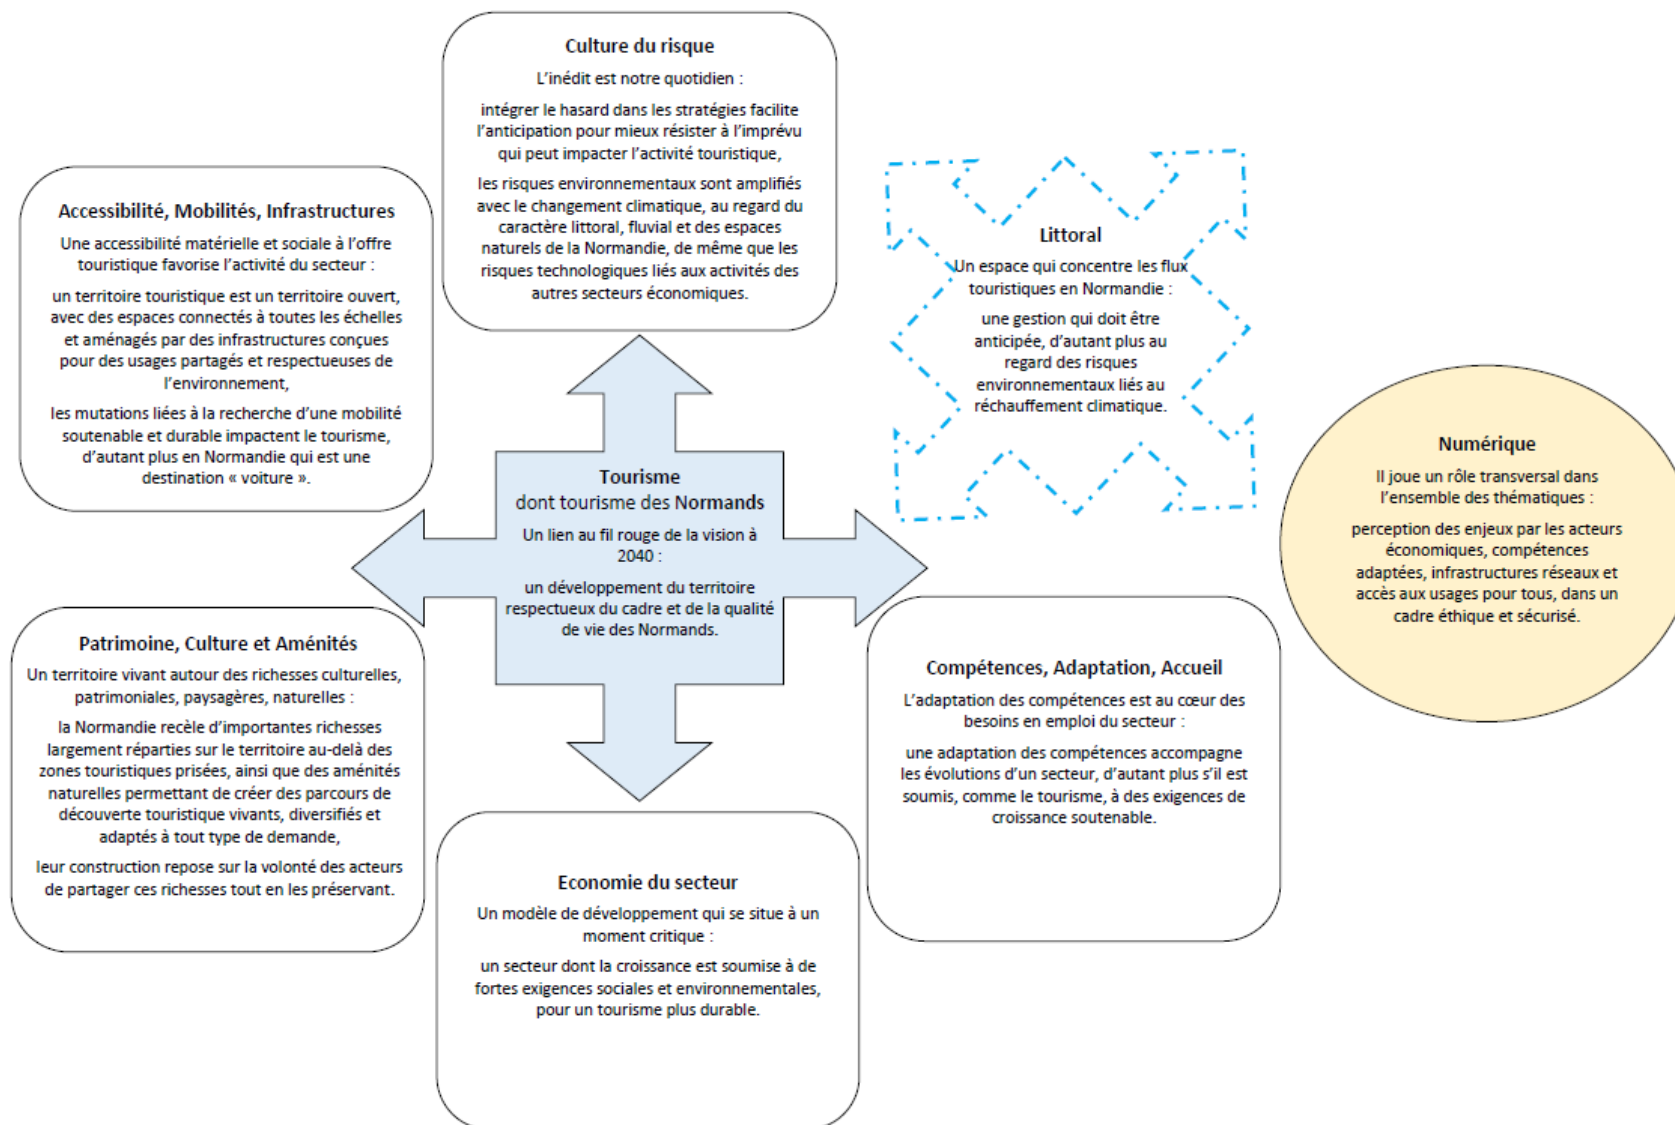 Culture du risque
L'inédit est notre quotidien :
intégrer le hasard dans les stratégies facilite
l'anticipation pour mieux résister à l'imprévu
qui peut impacter l'activité touristique,
les risques environnementaux sont amplifiés
avec le changement climatique, au regard du
caractère littoral, fluvial et des espaces
naturels de la Normandie, de même que les
risques technologiques liés aux activités des
autres secteurs économiques.
Accessibilité, Mobilités, Infrastructures
Une accessibilité matérielle et sociale à l'offre
touristique favorise l'activité du secteur :
un territoire touristique est un territoire ouvert,
avec des espaces connectés à toutes les échelles
et aménagés par des infrastructures conçues
pour des usages partagés et respectueuses de
l'environnement,
les mutations liées à la recherche d'une mobilité
soutenable et durable impactent le tourisme,
d'autant plus en Normandie qui est une
destination « voiture ».
Littoral
Un espace qui concentre les flux
touristiques en Normandie :
une gestion qui doit être
anticipée, d'autant plus au
regard des risques
environnementaux liés au
réchauffement climatique.
Numérique
Il joue un rôle transversal dans
l'ensemble des thématiques :
perception des enjeux par les acteurs
économiques, compétences
adaptées, infrastructures réseaux et
accès aux usages pour tous, dans un
cadre éthique et sécurisé.
Tourisme
dont tourisme des Normands
Un lien au fil rouge de la vision à
2040 :
un développement du territoire
respectueux du cadre et de la qualité
de vie des Normands.
Patrimoine, Culture et Aménités
Un territoire vivant autour des richesses culturelles,
patrimoniales, paysagères, naturelles :
la Normandie recèle d'importantes richesses
largement réparties sur le territoire au-delà des
zones touristiques prisées, ainsi que des aménités
naturelles permettant de créer des parcours de
découverte touristique vivants, diversifiés et
adaptés à tout type de demande,
leur construction repose sur la volonté des acteurs
de partager ces richesses tout en les préservant.
Compétences, Adaptation, Accueil
L'adaptation des compétences est au cœur des
besoins en emploi du secteur :
une adaptation des compétences accompagne
les évolutions d'un secteur, d'autant plus s'il est
soumis, comme le tourisme, à des exigences de
croissance soutenable.
Economie du secteur
Un modèle de développement qui se situe à un
moment critique :
un secteur dont la croissance est soumise à de
fortes exigences sociales et environnementales,
pour un tourisme plus durable.